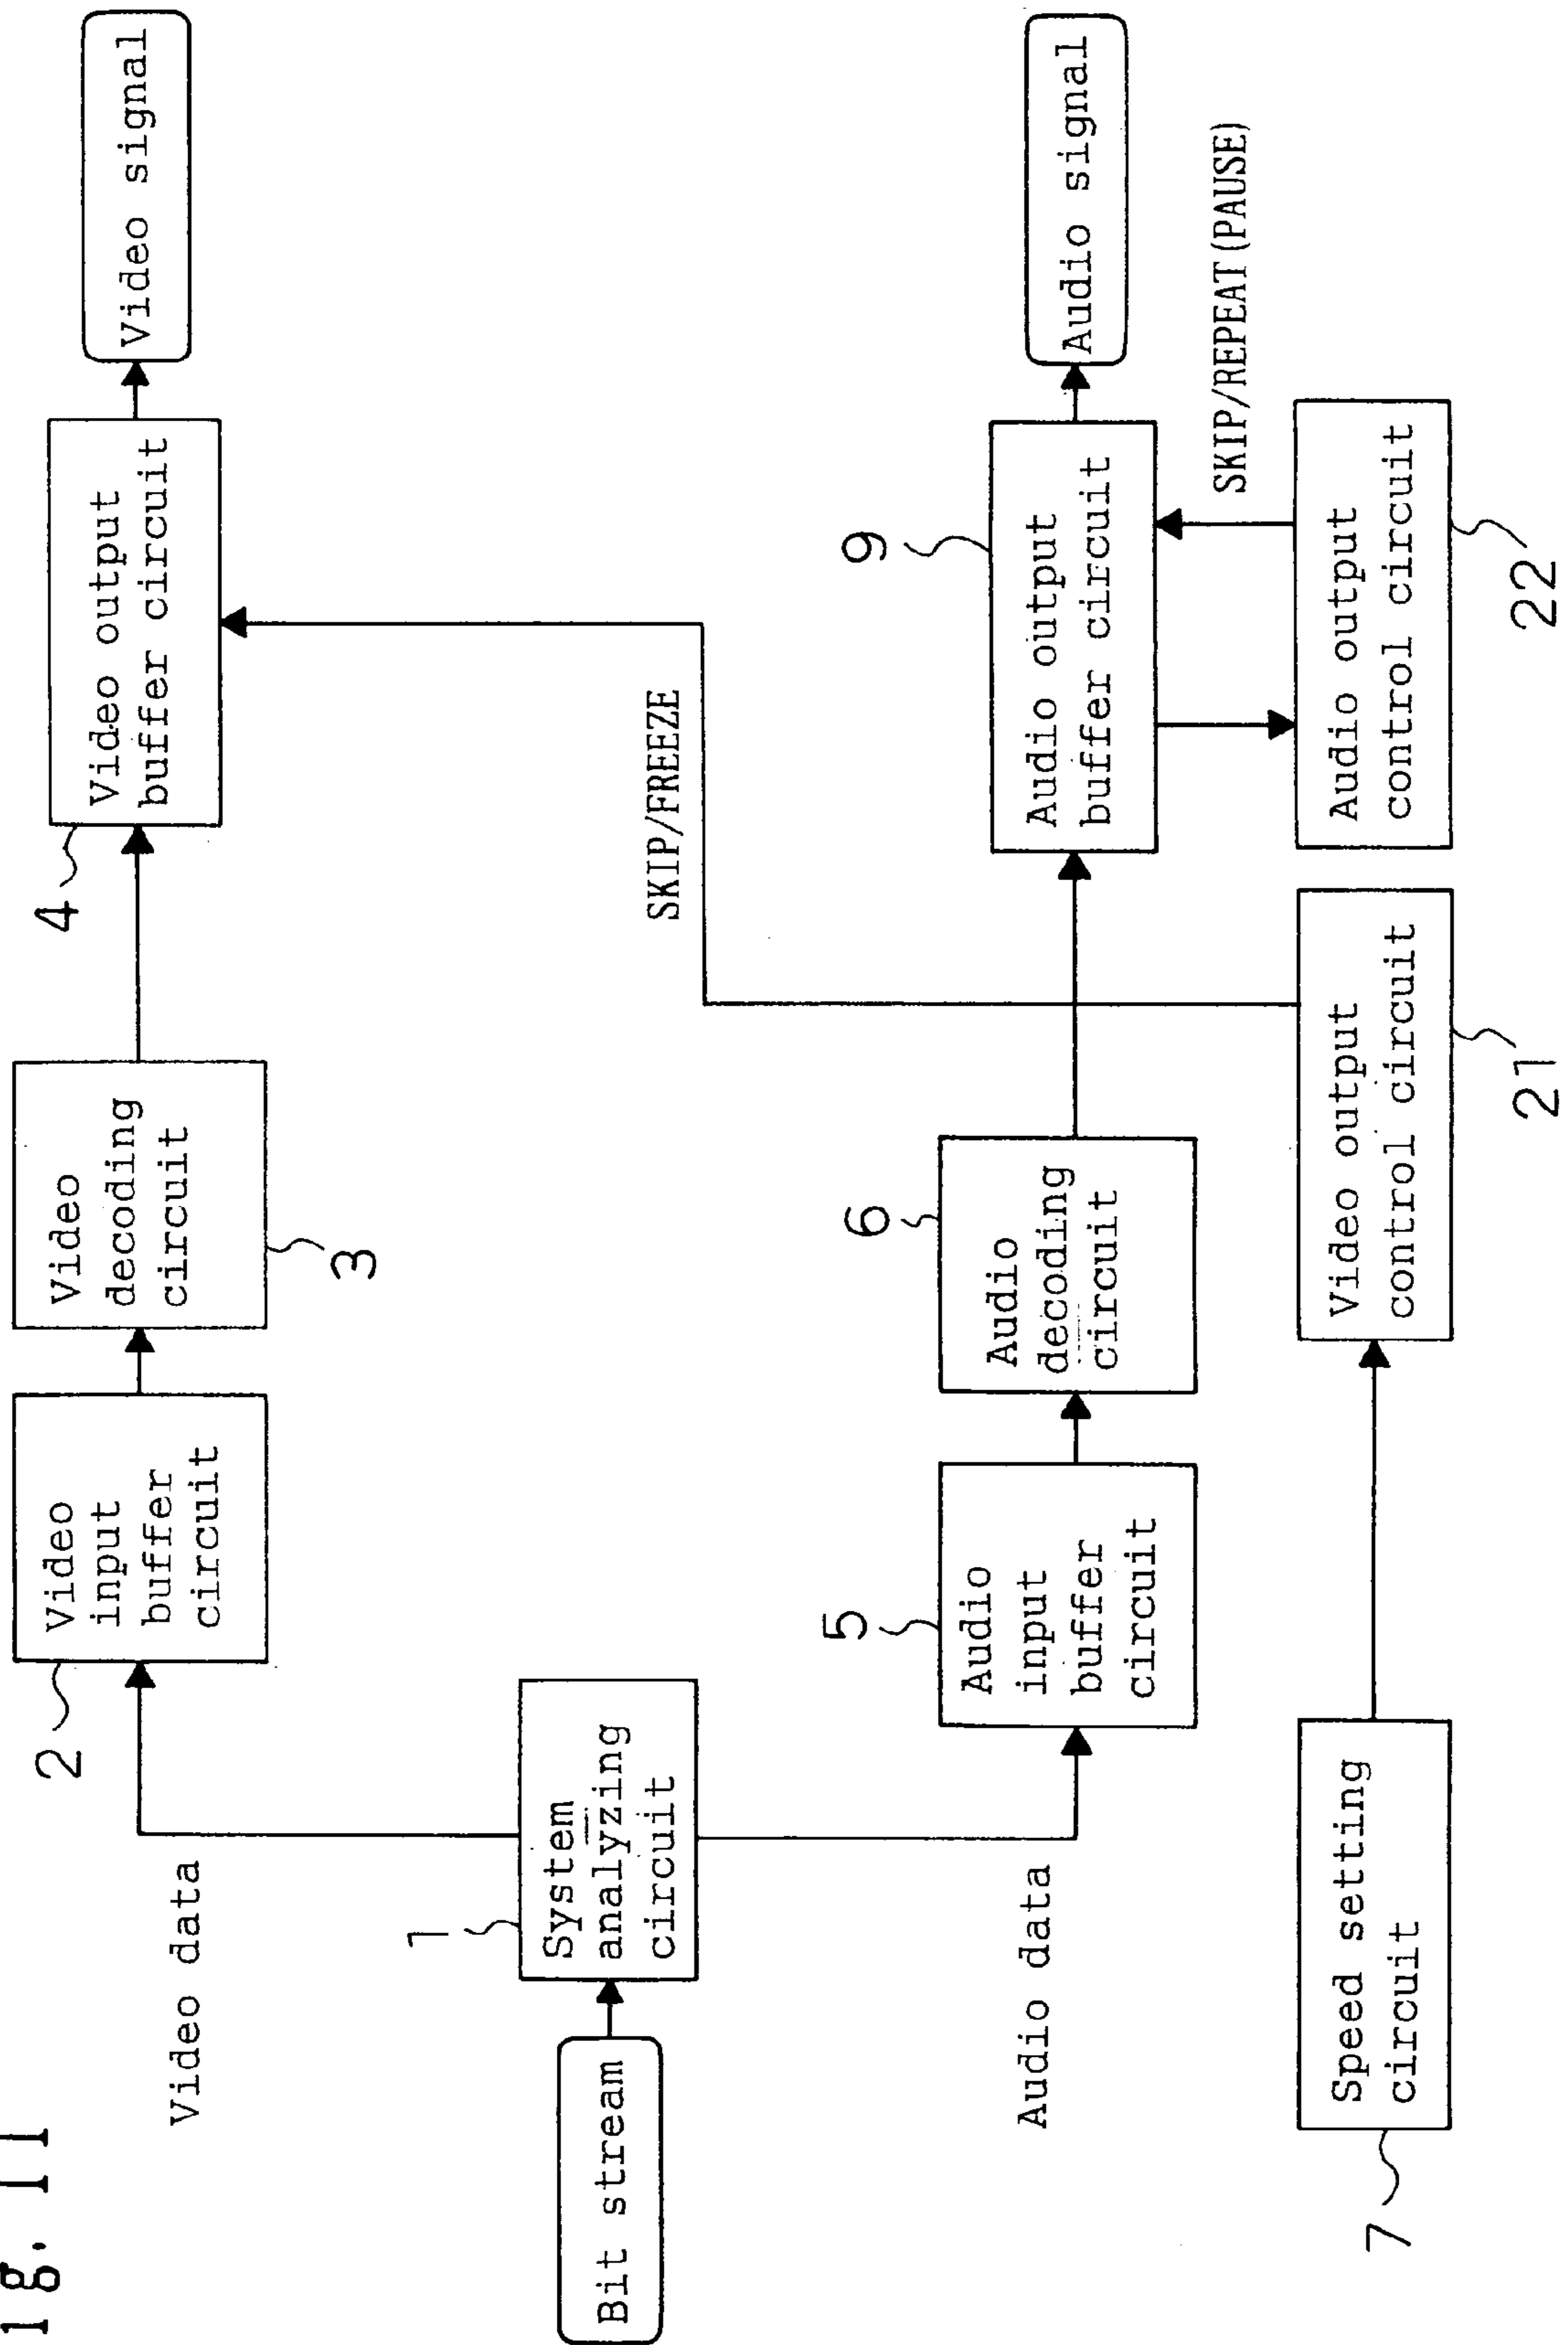 ig. 11
Bit stream
1
System
analyzing
circuit
Video data
Audio data
2
Video
input
buffer
circuit
3
Video
decoding
circuit
4
Video output
buffer circuit
Video signal
SKIP/FREEZE
5
Audio
input
buffer
circuit
6
Audio
decoding
circuit
9
Audio output
buffer circuit
Audio signal
SKIP/REPEAT(PAUSE)
7
Speed setting
circuit
Video output
control circuit
21
Audio output
control circuit
22